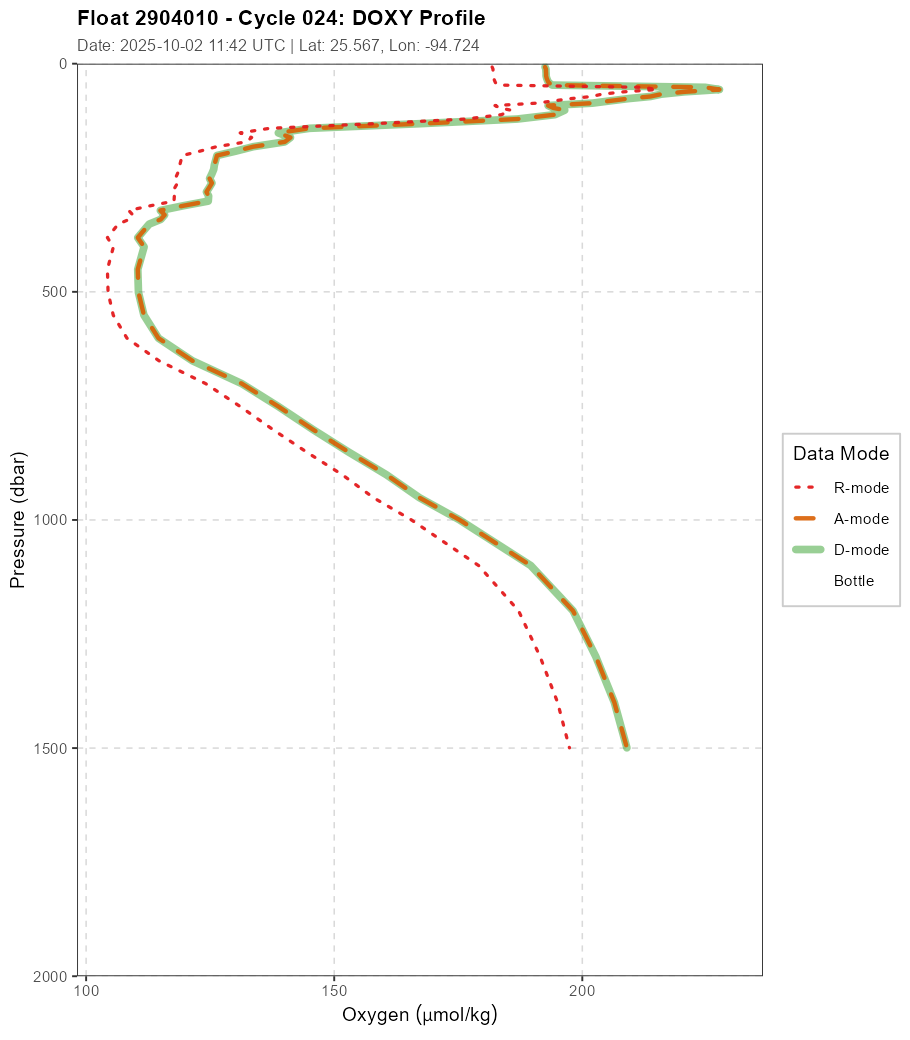 Float 2904010 - Cycle 024: DOXY Profile
Date: 2025-10-02 11:42 UTC | Lat: 25.567, Lon: -94.724
0
500
1000
1500
2000
Pressure (dbar)
100
150
200
Oxygen (μmol/kg)
Data Mode
R-mode
A-mode
D-mode
Bottle